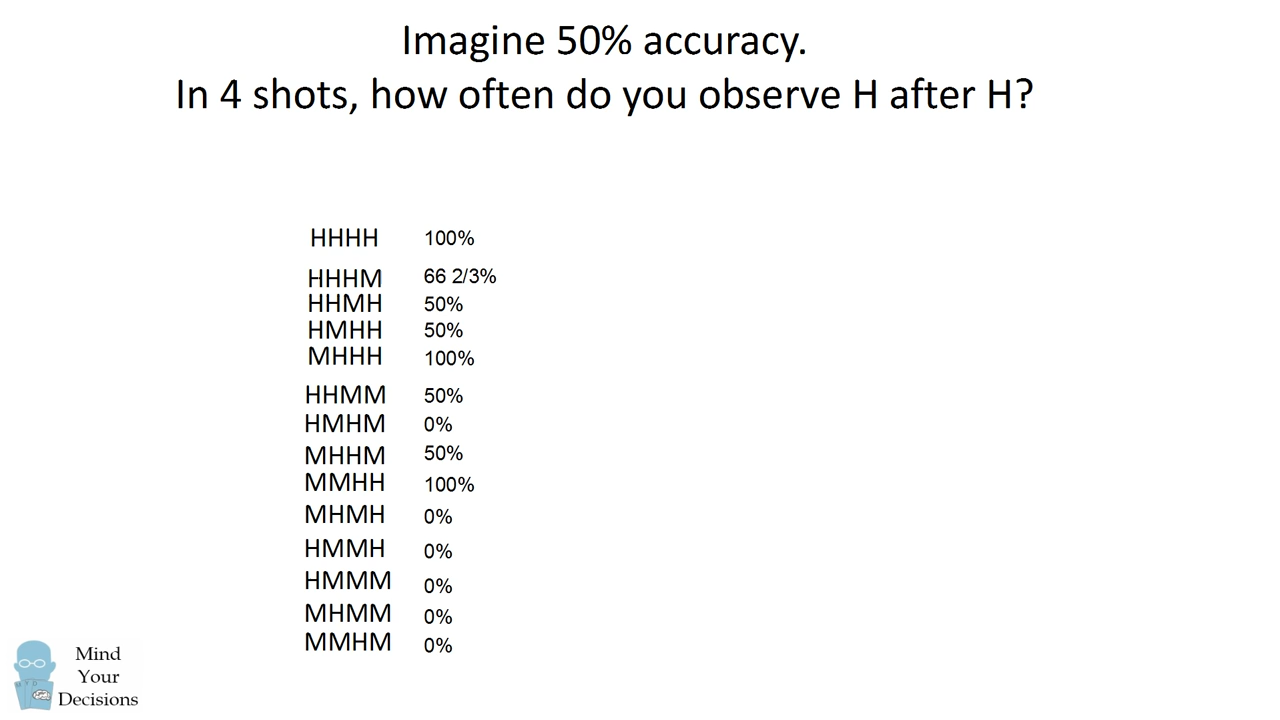 Imagine 50% accuracy.
In 4 shots, how often do you observe H after H?
HHHH 100%
HHHM 66 2/3%
HHMH 50%
HMHH 50%
MHHH 100%
HHMM 50%
HMHM 0%
MHHM 50%
MMHH 100%
MHMH 0%
HMMH 0%
HMMM 0%
MHMM 0%
MMHM 0%
Mind
Your
Decisions